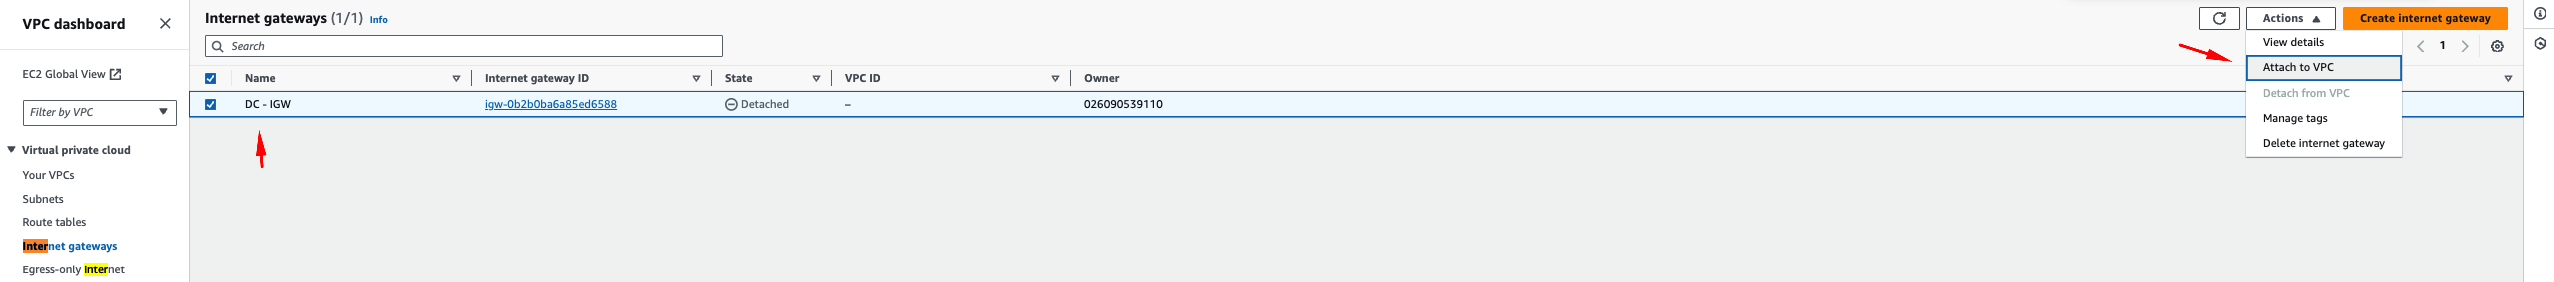 VPC dashboard
EC2 Global View
Filter by VPC
Virtual private cloud
Your VPCs
Subnets
Route tables
Internet gateways
Egress-only Internet
Internet gateways (1/1) Info
Actions
Create internet gateway
Search
1
Name Internet gateway ID State VPC ID Owner
DC - IGW igw-0b2b0ba6a85ed6588 Detached – 026090539110
View details
Attach to VPC
Detach from VPC
Manage tags
Delete internet gateway